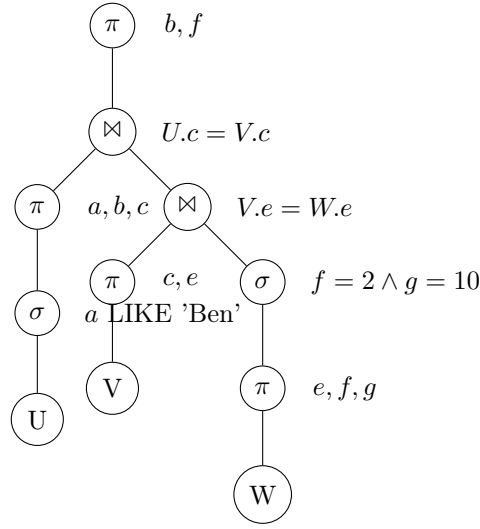 π b, f
⋈ U.c = V.c
π a, b, c ⋈ V.e = W.e
π c, e σ f = 2 ∧ g = 10
σ a LIKE 'Ben'
V π e, f, g
U
W